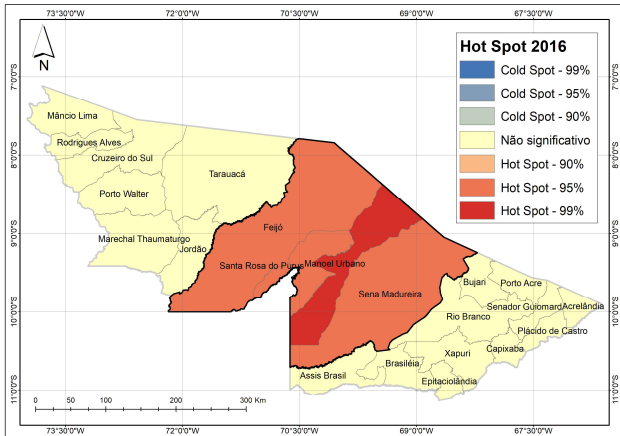 73°30'0"W 72°0'0"W 70°30'0"W 69°0'0"W 67°30'0"W
N
Hot Spot 2016
Cold Spot - 99%
Cold Spot - 95%
Cold Spot - 90%
Não significativo
Hot Spot - 90%
Hot Spot - 95%
Hot Spot - 99%
7°0'0"S
8°0'0"S
9°0'0"S
10°0'0"S
11°0'0"S
7°0'0"S
8°0'0"S
9°0'0"S
10°0'0"S
11°0'0"S
Mâncio Lima
Rodrigues Alves
Cruzeiro do Sul
Tarauacá
Porto Walter
Feijó
Marechal Thaumaturgo
Jordão
Santa Rosa do Purus
Manoel Urbano
Sena Madureira
Bujari
Porto Acre
Senador Guiomard
Acrelândia
Rio Branco
Plácido de Castro
Capixaba
Xapuri
Brasiléia
Assis Brasil
Epitaciolândia
0 50 100 200 300 Km
73°30'0"W 72°0'0"W 70°30'0"W 69°0'0"W 67°30'0"W